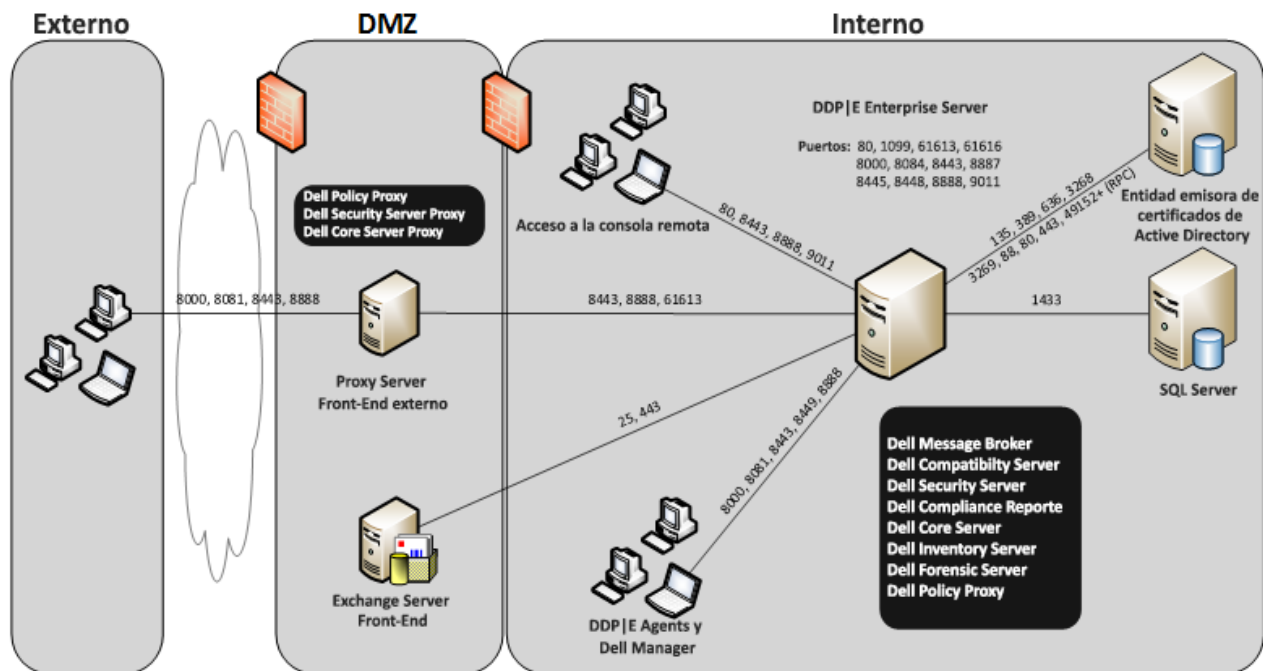 Externo
DMZ
Interno
DDP|E Enterprise Server
Puertos: 80, 1099, 61613, 61616
8000, 8084, 8443, 8887
8445, 8448, 8888, 9011
Dell Policy Proxy
Dell Security Server Proxy
Dell Core Server Proxy
Acceso a la consola remota
80, 8443, 8888, 9011
135, 389, 636, 3268
3269, 88, 80, 443, 49152+ (RPC)
Entidad emisora de
certificados de
Active Directory
8000, 8081, 8443, 8888
8443, 8888, 61613
1433
Proxy Server
Front-End externo
SQL Server
25, 443
8000, 8081, 8443, 8449, 8888
Dell Message Broker
Dell Compatibilty Server
Dell Security Server
Dell Compliance Reporte
Dell Core Server
Dell Inventory Server
Dell Forensic Server
Dell Policy Proxy
Exchange Server
Front-End
DDP|E Agents y
Dell Manager